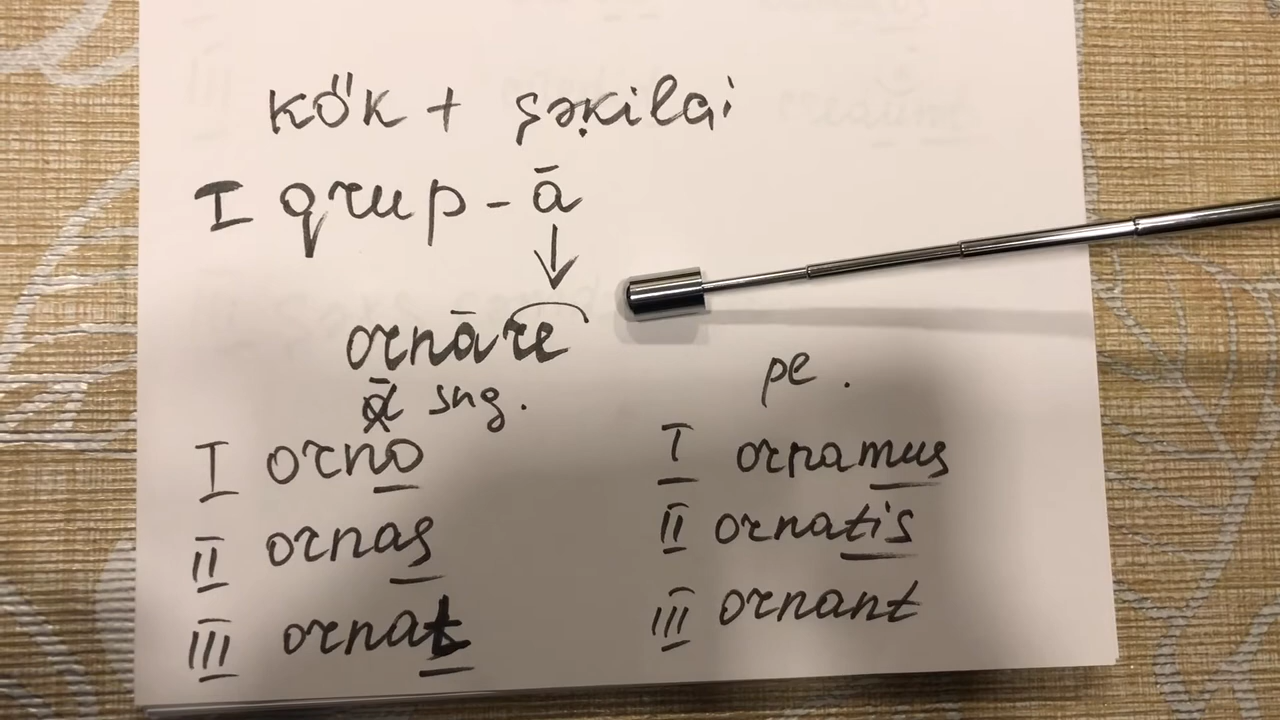 kök + şəkilai
I qrup - ā
ornāre
sng.
pe.
I orno
I ornamus
II ornas
II ornatis
III ornat
III ornant